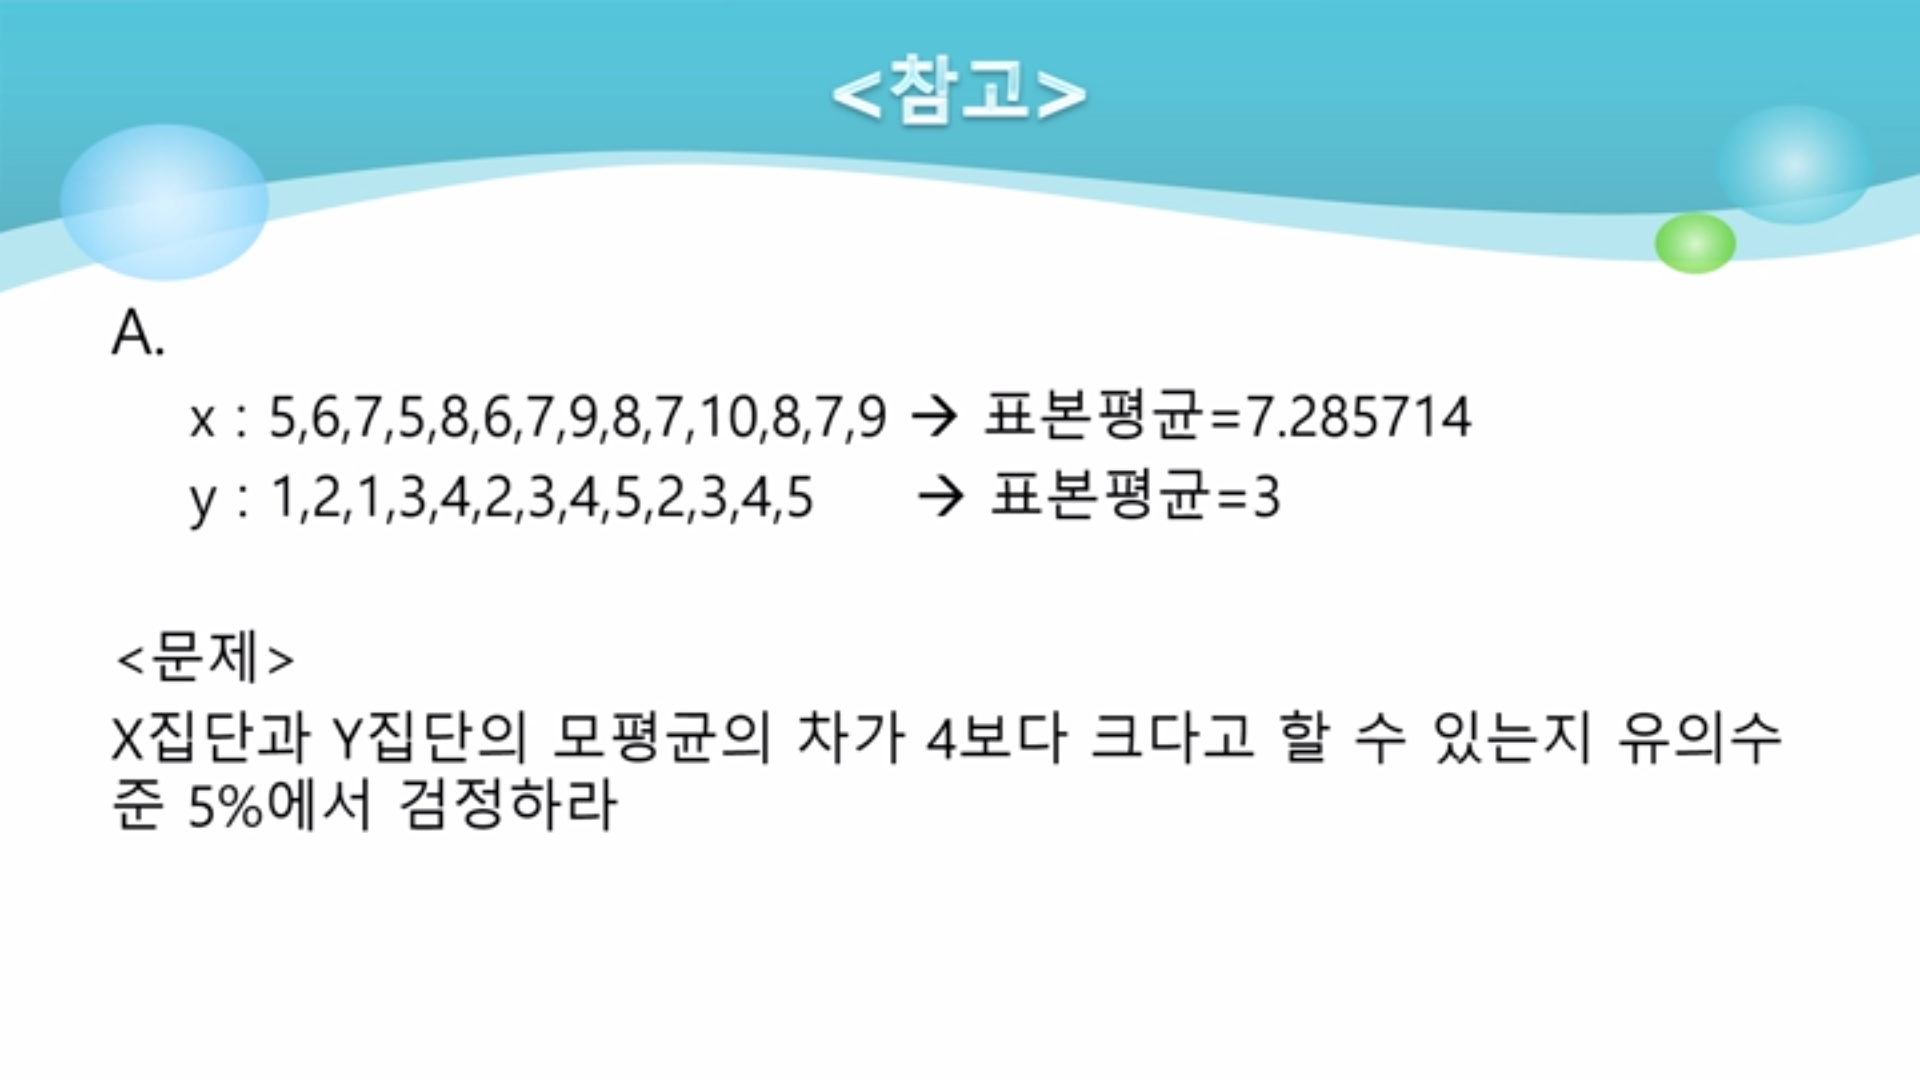 <참고>
A.
x : 5,6,7,5,8,6,7,9,8,7,10,8,7,9 → 표본평균=7.285714
y : 1,2,1,3,4,2,3,4,5,2,3,4,5 → 표본평균=3
<문제>
X집단과 Y집단의 모평균의 차가 4보다 크다고 할 수 있는지 유의수
준 5%에서 검정하라